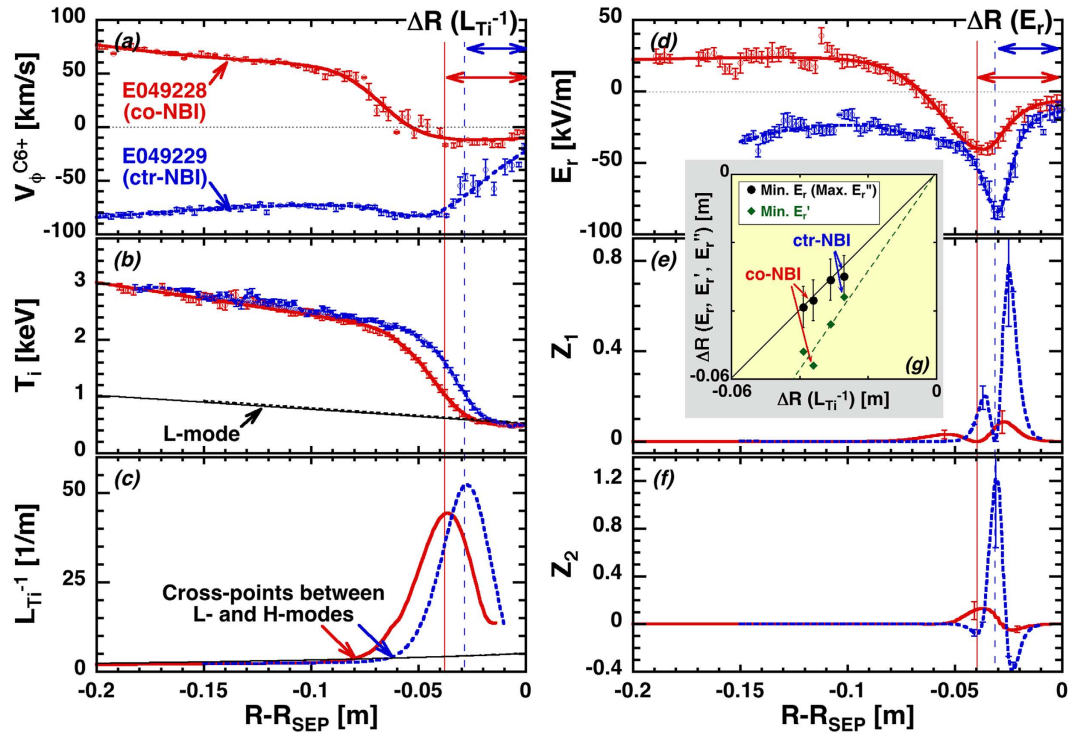 ΔR (L_Ti^-1)
(a)
100
50
0
-50
-100
V_ϕ^C6+ [km/s]
E049228
(co-NBI)
E049229
(ctr-NBI)
(b)
3
2
1
0
T_i [keV]
L-mode
(c)
50
25
0
L_Ti^-1 [1/m]
Cross-points between
L- and H-modes
-0.2 -0.15 -0.1 -0.05 0
R-R_SEP [m]
ΔR (E_r)
(d)
50
0
-50
-100
E_r [kV/m]
(e)
0.8
0.4
0
Z_1
(f)
1.2
0.8
0.4
0
-0.4
Z_2
-0.2 -0.15 -0.1 -0.05 0
R-R_SEP [m]
0
Min. E_r (Max. E_r")
Min. E_r'
ctr-NBI
co-NBI
(g)
ΔR (E_r, E_r', E_r") [m]
-0.06
-0.06 0
ΔR (L_Ti^-1) [m]